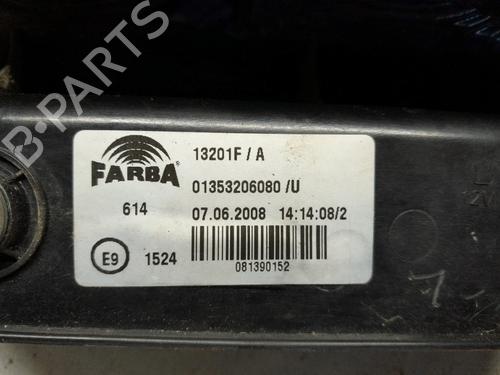 B-PARTS
FARBA
13201F / A
01353206080 /U
614 07.06.2008 14:14:08/2
E9 1524
081390152